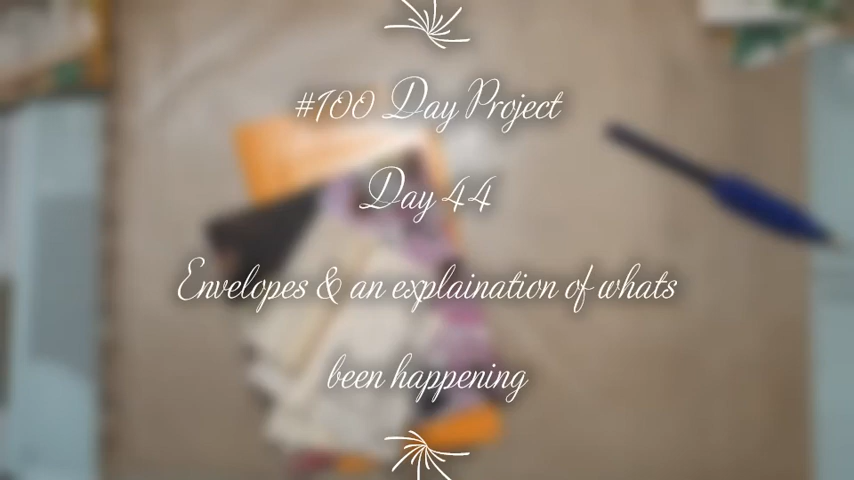 #100 Day Project
Day 44
Envelopes & an explaination of whats
been happening